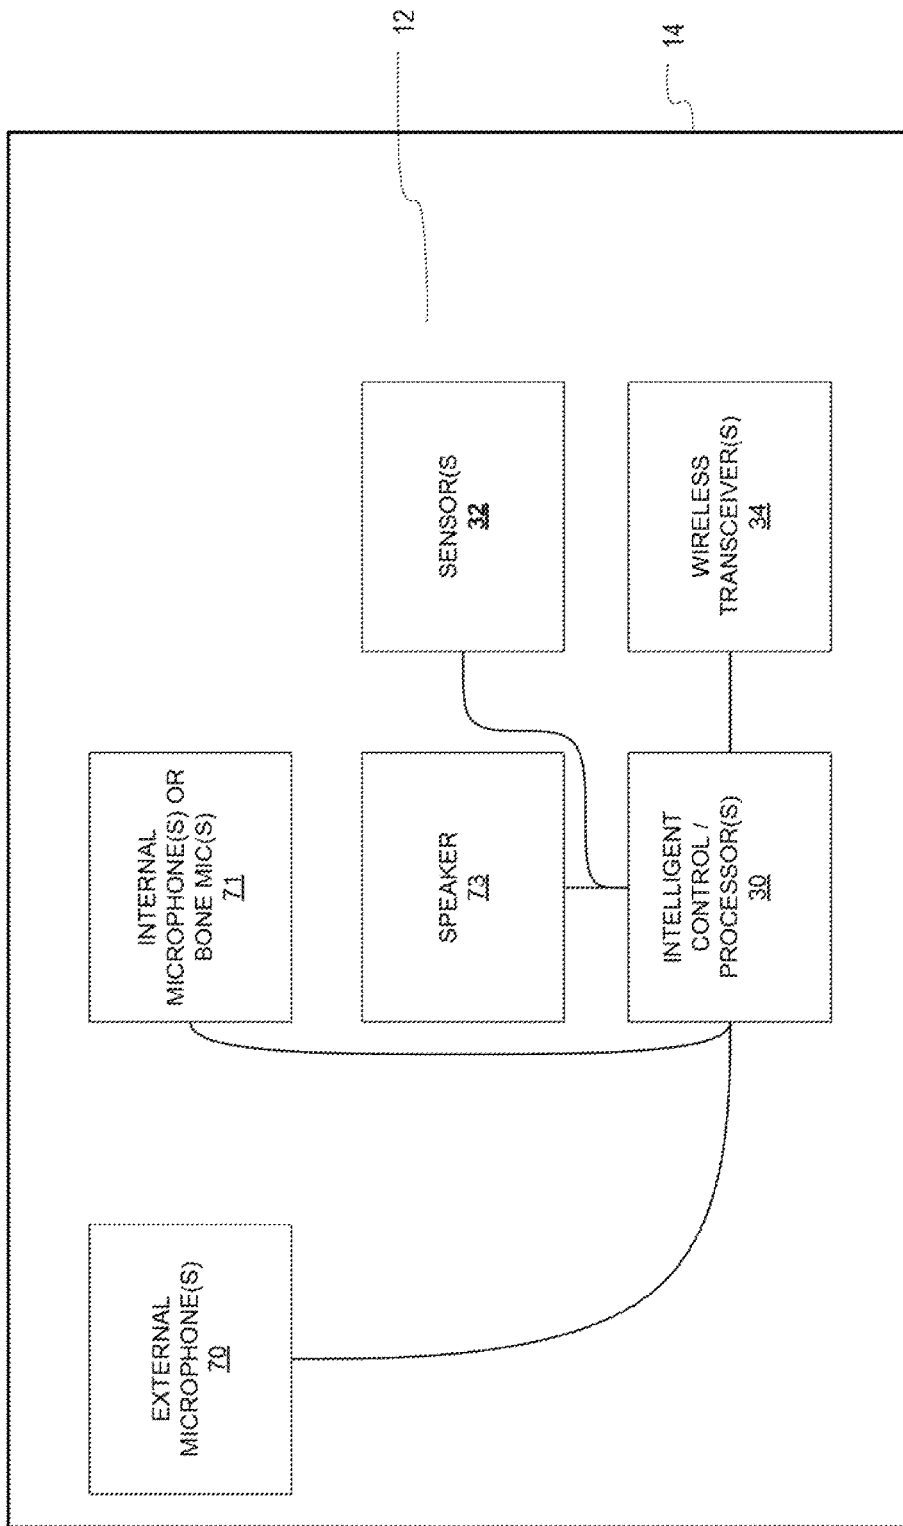 12
14
EXTERNAL
MICROPHONE(S)
70
INTERNAL
MICROPHONE(S) OR
BONE MIC(S)
71
SPEAKER
73
SENSOR(S
32
INTELLIGENT
CONTROL /
PROCESSOR(S)
30
WIRELESS
TRANSCEIVER(S)
34